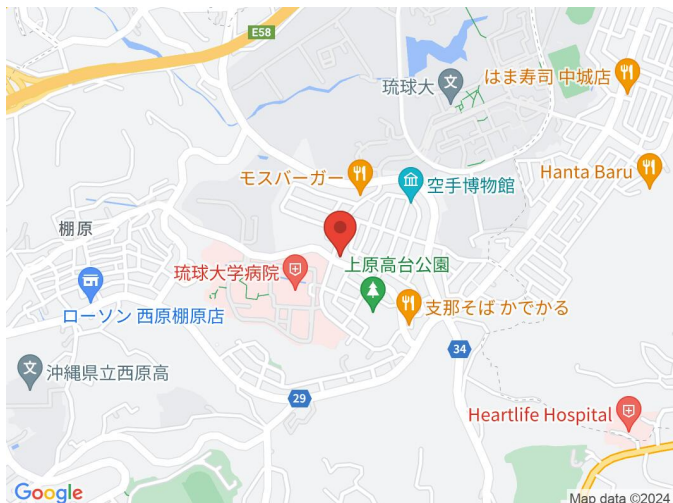 E58
はま寿司 中城店
琉球大
モスバーガー
空手博物館
Hanta Baru
棚原
琉球大学病院
上原高台公園
ローソン 西原棚原店
支那そば かでかる
34
沖縄県立西原高
29
Heartlife Hospital
Google
Map data ©2024